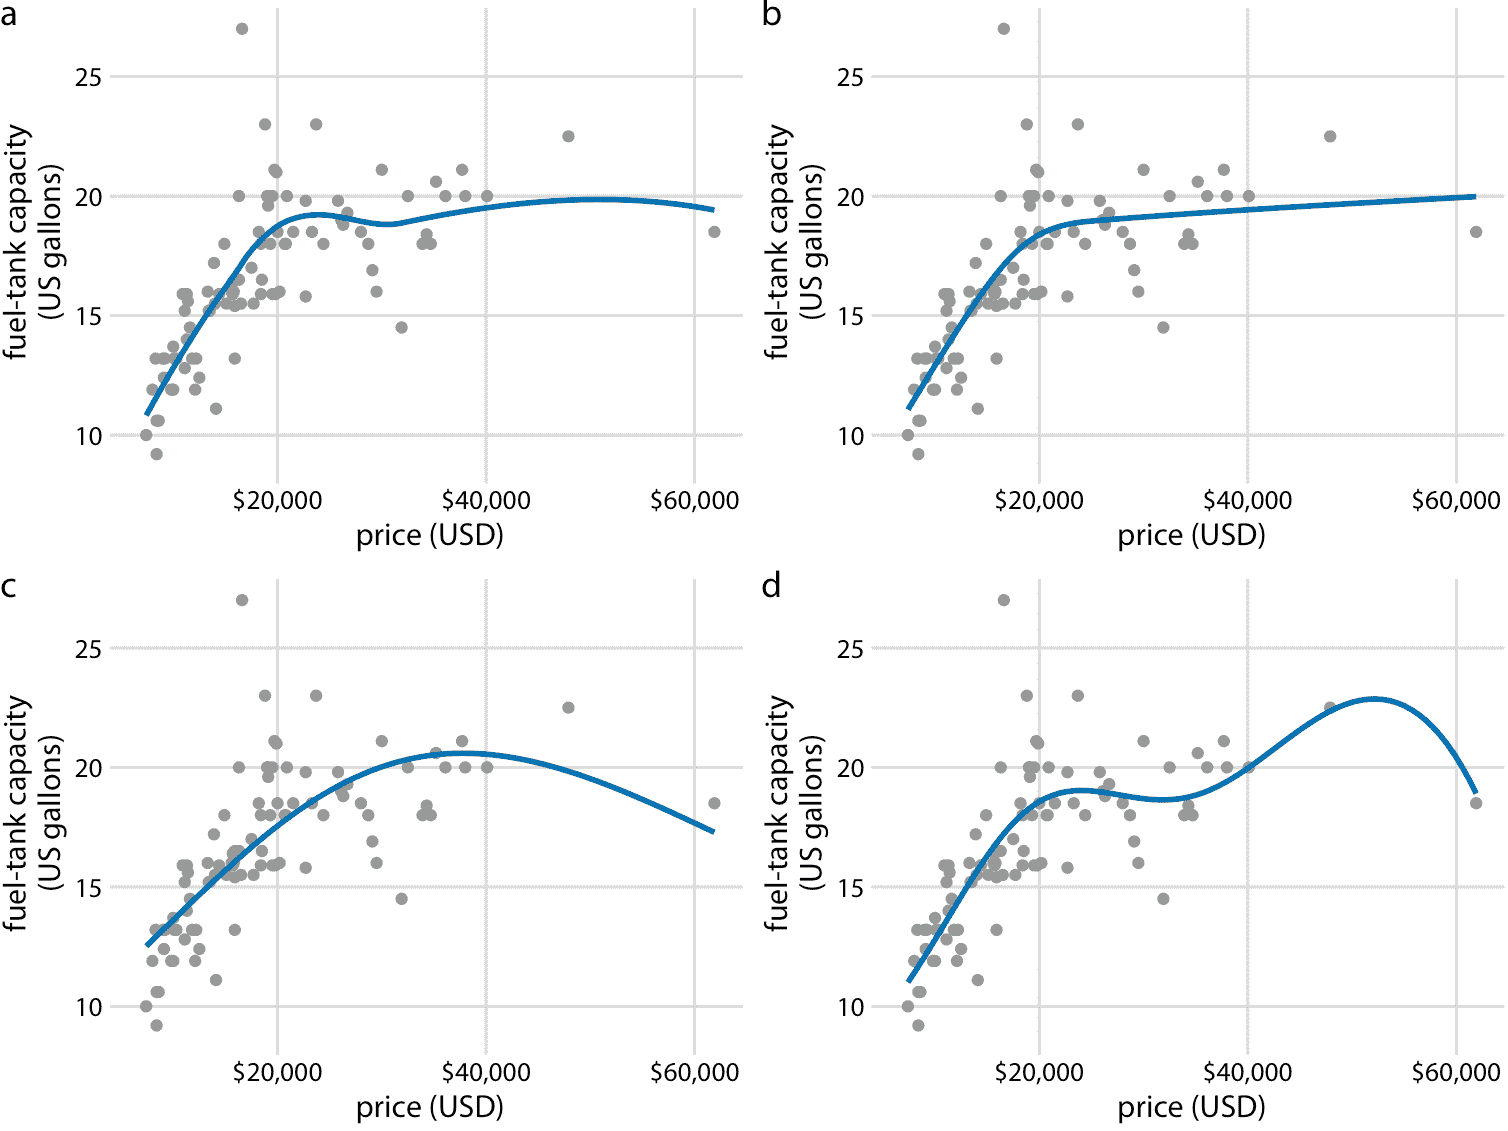 a
fuel-tank capacity
(US gallons)
25
20
15
10
$20,000 $40,000 $60,000
price (USD)
b
fuel-tank capacity
(US gallons)
25
20
15
10
$20,000 $40,000 $60,000
price (USD)
c
fuel-tank capacity
(US gallons)
25
20
15
10
$20,000 $40,000 $60,000
price (USD)
d
fuel-tank capacity
(US gallons)
25
20
15
10
$20,000 $40,000 $60,000
price (USD)